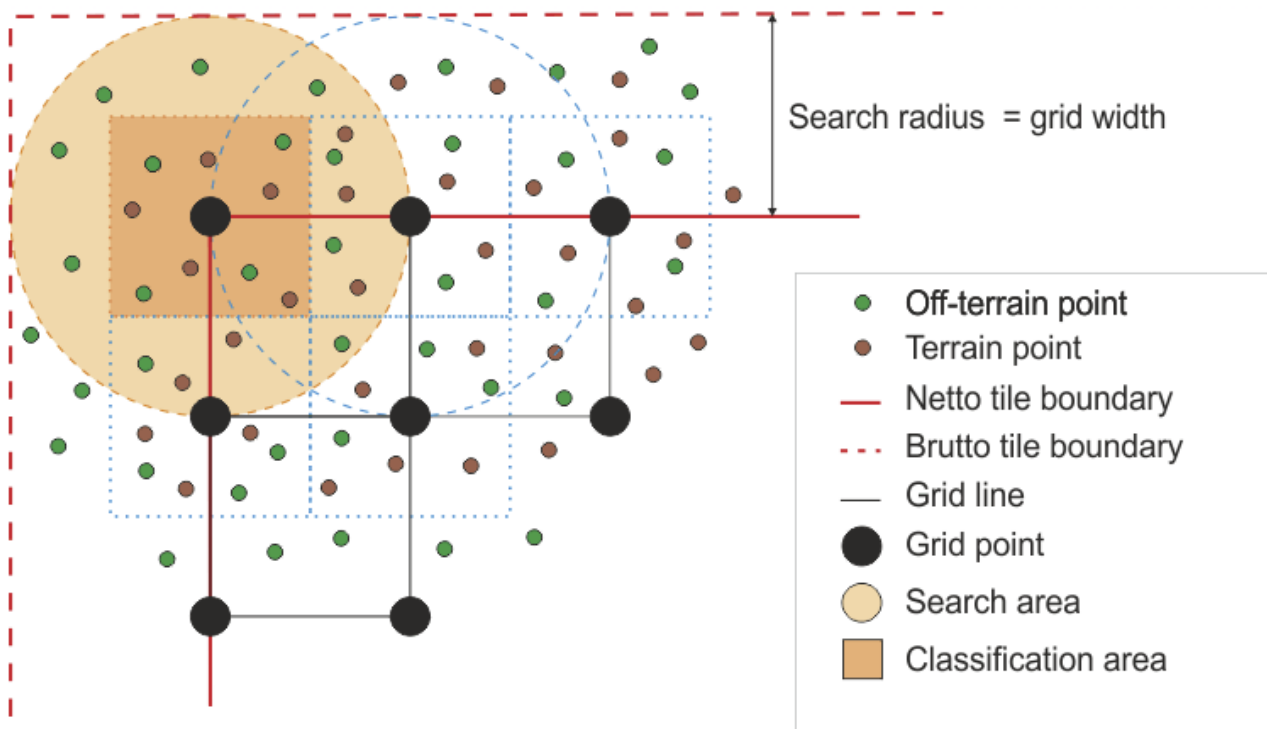 Search radius = grid width
Off-terrain point
Terrain point
Netto tile boundary
Brutto tile boundary
Grid line
Grid point
Search area
Classification area